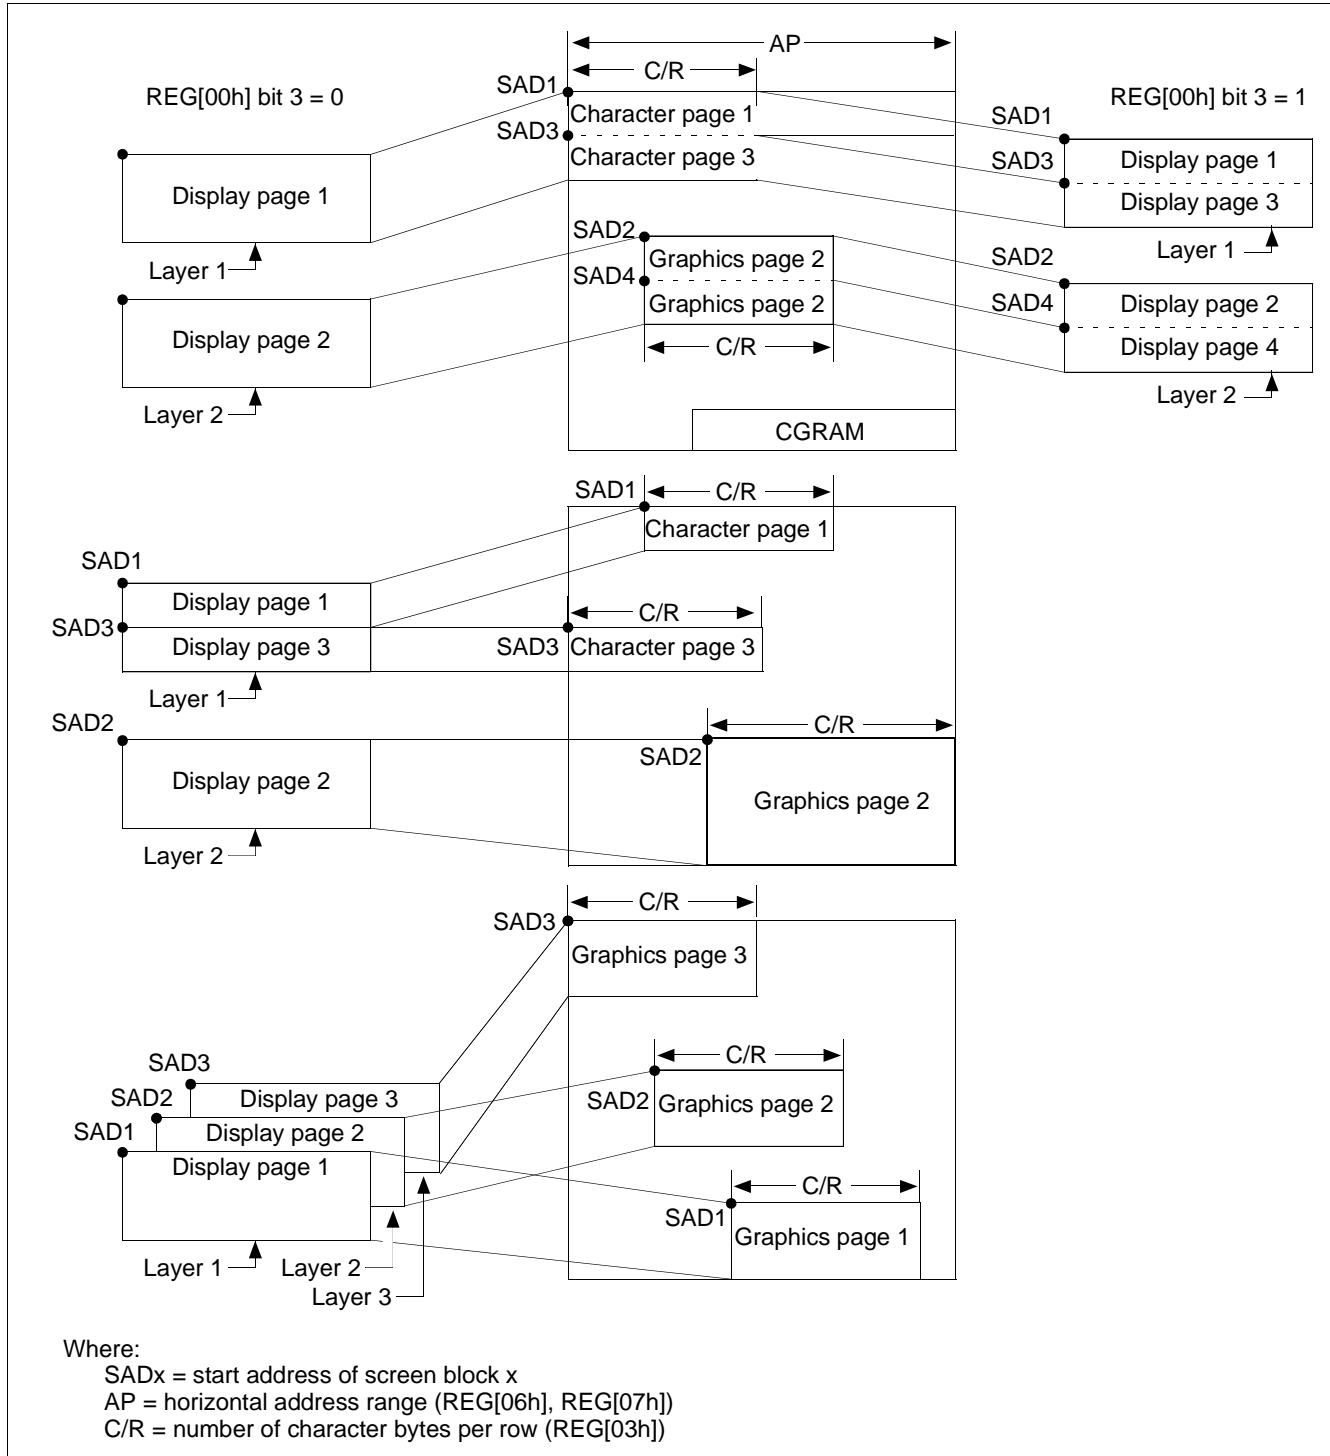 AP
C/R
REG[00h] bit 3 = 0
SAD1
REG[00h] bit 3 = 1
Character page 1
SAD1
SAD3
Character page 3
SAD3
Display page 1
Display page 1
Display page 3
SAD2
Graphics page 2
Layer 1
SAD2
Layer 1
SAD4
Graphics page 2
SAD4
Display page 2
Display page 2
C/R
Display page 4
Layer 2
Layer 2
CGRAM
SAD1
C/R
Character page 1
SAD1
Display page 1
C/R
SAD3
Display page 3
SAD3
Character page 3
Layer 1
SAD2
C/R
SAD2
Display page 2
Graphics page 2
Layer 2
C/R
SAD3
Graphics page 3
C/R
SAD3
Display page 3
SAD2
SAD2
Graphics page 2
Display page 2
SAD1
Display page 1
C/R
SAD1
Graphics page 1
Layer 1
Layer 2
Layer 3
Where:
SADx = start address of screen block x
AP = horizontal address range (REG[06h], REG[07h])
C/R = number of character bytes per row (REG[03h])